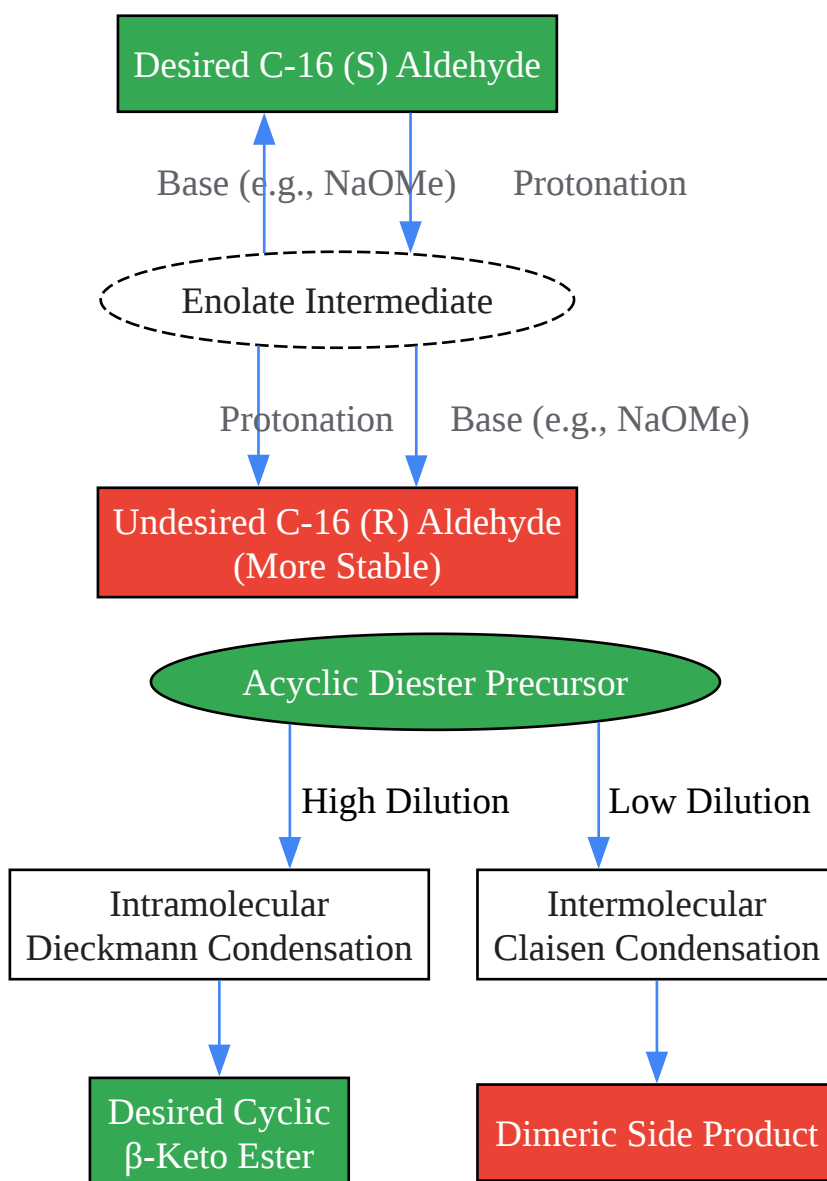 Desired C-16 (S) Aldehyde
Base (e.g., NaOMe)
Protonation
Enolate Intermediate
Protonation
Base (e.g., NaOMe)
Undesired C-16 (R) Aldehyde
(More Stable)
Acyclic Diester Precursor
High Dilution
Low Dilution
Intramolecular
Dieckmann Condensation
Intermolecular
Claisen Condensation
Desired Cyclic
β-Keto Ester
Dimeric Side Product